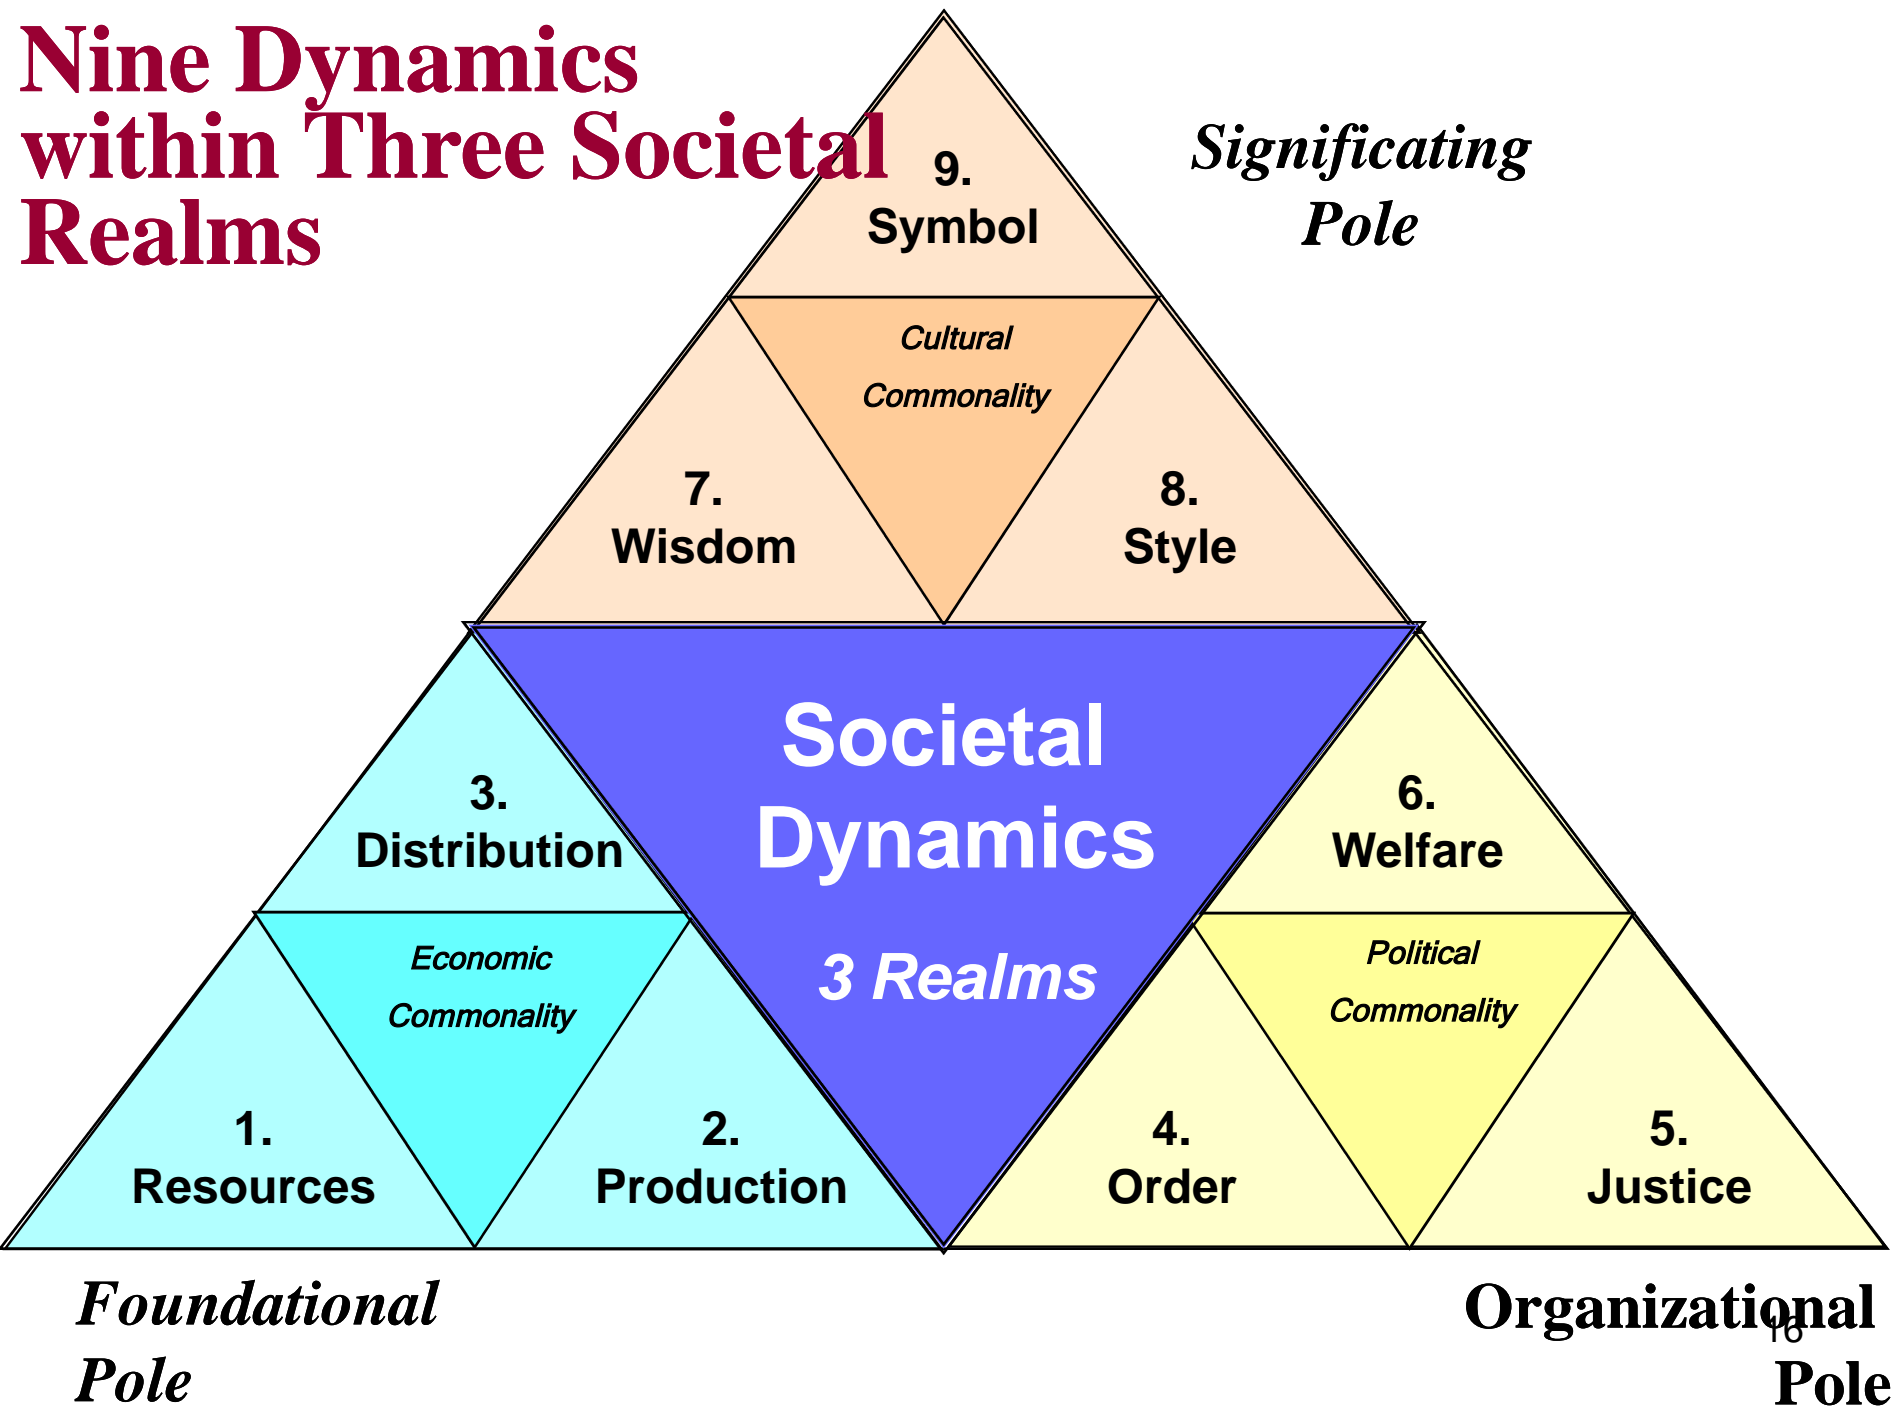 Nine Dynamics
within Three Societal
Realms
Significating
Pole
9.
Symbol
Cultural
Commonality
7.
Wisdom
8.
Style
Societal
Dynamics
3 Realms
3.
Distribution
Economic
Commonality
1.
Resources
2.
Production
6.
Welfare
Political
Commonality
4.
Order
5.
Justice
Foundational
Pole
Organizational
Pole
16